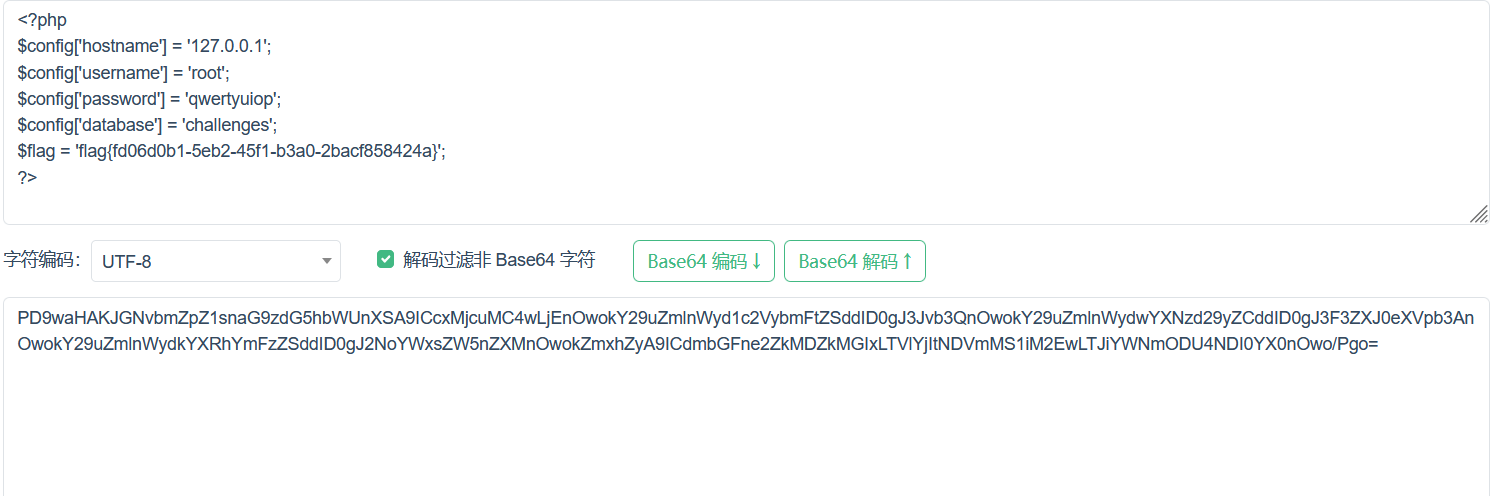 <?php
$config['hostname'] = '127.0.0.1';
$config['username'] = 'root';
$config['password'] = 'qwertyuiop';
$config['database'] = 'challenges';
$flag = 'flag{fd06d0b1-5eb2-45f1-b3a0-2bacf858424a}';
?>
字符编码： UTF-8 解码过滤非 Base64 字符 Base64 编码↓ Base64 解码↑
PD9waHAKJGNvbmZpZ1snaG9zdG5hbWUnXSA9ICcxMjcuMC4wLjEnOwokY29uZmlnWyd1c2VybmFtZSddID0gJ3Jvb3QnOwokY29uZmlnWydwYXNzd29yZCddID0gJ3F3ZXJ0eXVpb3An
OwokY29uZmlnWydkYXRhYmFzZSddID0gJ2NoYWxsZW5nZXMnOwokZmxhZyA9ICdmbGFne2ZkMDZkMGIxLTVlYjItNDVmMS1iM2EwLTJiYWNmODU4NDI0YX0nOwo/Pgo=